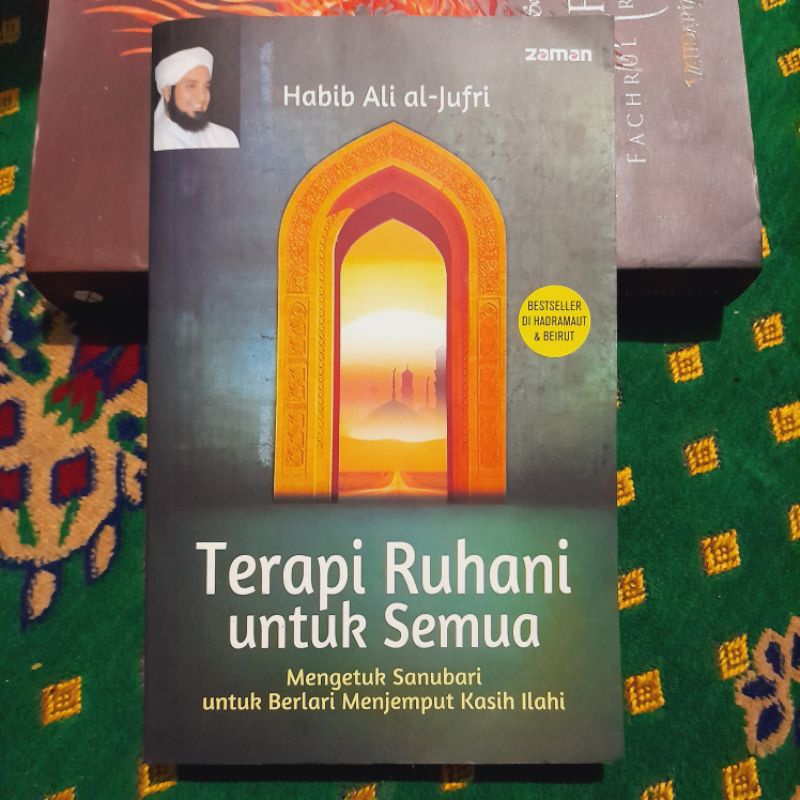 zaman
Habib Ali al-Jufri
BESTSELLER
DI HADRAMAUT
& BEIRUT
Terapi Ruhani
untuk Semua
Mengetuk Sanubari
untuk Berlari Menjemput Kasih Ilahi
FACHRUL